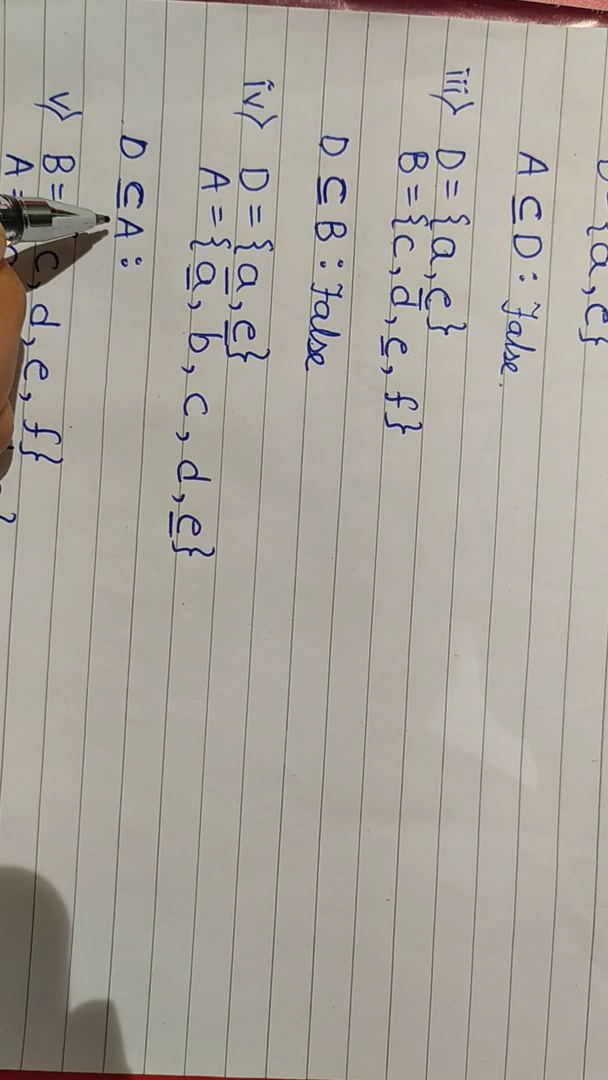 D={a,e}
A ⊆ D : False.
iii) D={a,e}
B={c,d,e,f}
D ⊆ B : False
iv) D={a,e}
A={a,b,c,d,e}
D ⊆ A :
v) B= c,d,e,f}
A=